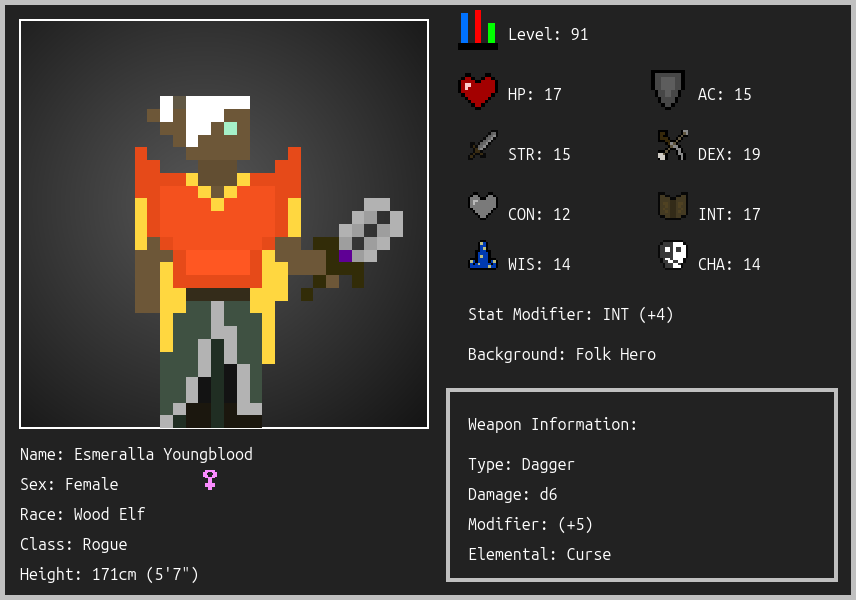 Level: 91
HP: 17
AC: 15
STR: 15
DEX: 19
CON: 12
INT: 17
WIS: 14
CHA: 14
Stat Modifier: INT (+4)
Background: Folk Hero
Weapon Information:
Type: Dagger
Damage: d6
Modifier: (+5)
Elemental: Curse
Name: Esmeralla Youngblood
Sex: Female
Race: Wood Elf
Class: Rogue
Height: 171cm (5'7")